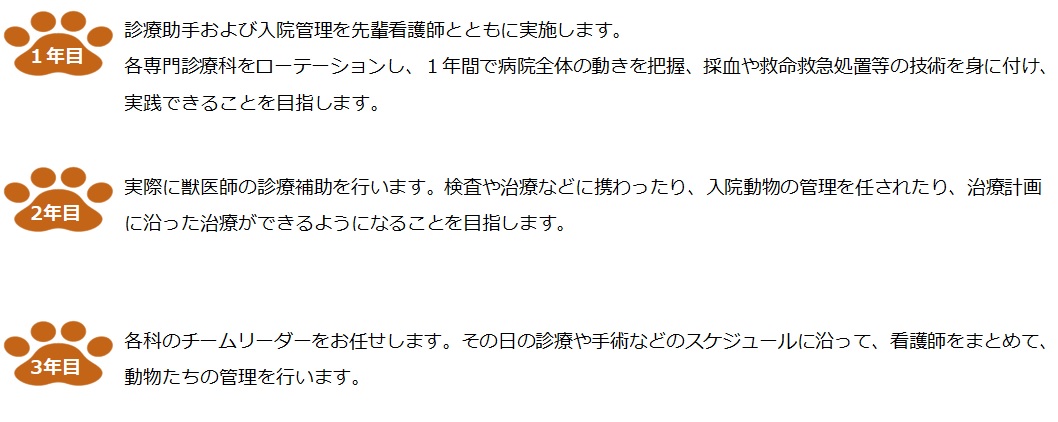 １年目
診療助手および入院管理を先輩看護師とともに実施します。
各専門診療科をローテーションし、１年間で病院全体の動きを把握、採血や救命救急処置等の技術を身に付け、
実践できることを目指します。
2年目
実際に獣医師の診療補助を行います。検査や治療などに携わったり、入院動物の管理を任されたり、治療計画
に沿った治療ができるようになることを目指します。
3年目
各科のチームリーダーをお任せします。その日の診療や手術などのスケジュールに沿って、看護師をまとめて、
動物たちの管理を行います。